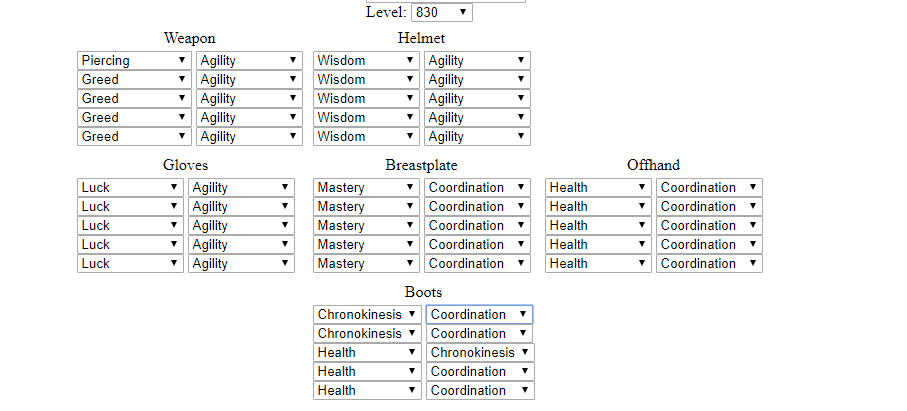 Level: 830
Weapon Helmet
Piercing Agility Wisdom Agility
Greed Agility Wisdom Agility
Greed Agility Wisdom Agility
Greed Agility Wisdom Agility
Greed Agility Wisdom Agility
Gloves Breastplate Offhand
Luck Agility Mastery Coordination Health Coordination
Luck Agility Mastery Coordination Health Coordination
Luck Agility Mastery Coordination Health Coordination
Luck Agility Mastery Coordination Health Coordination
Luck Agility Mastery Coordination Health Coordination
Boots
Chronokinesis Coordination
Chronokinesis Coordination
Health Chronokinesis
Health Coordination
Health Coordination